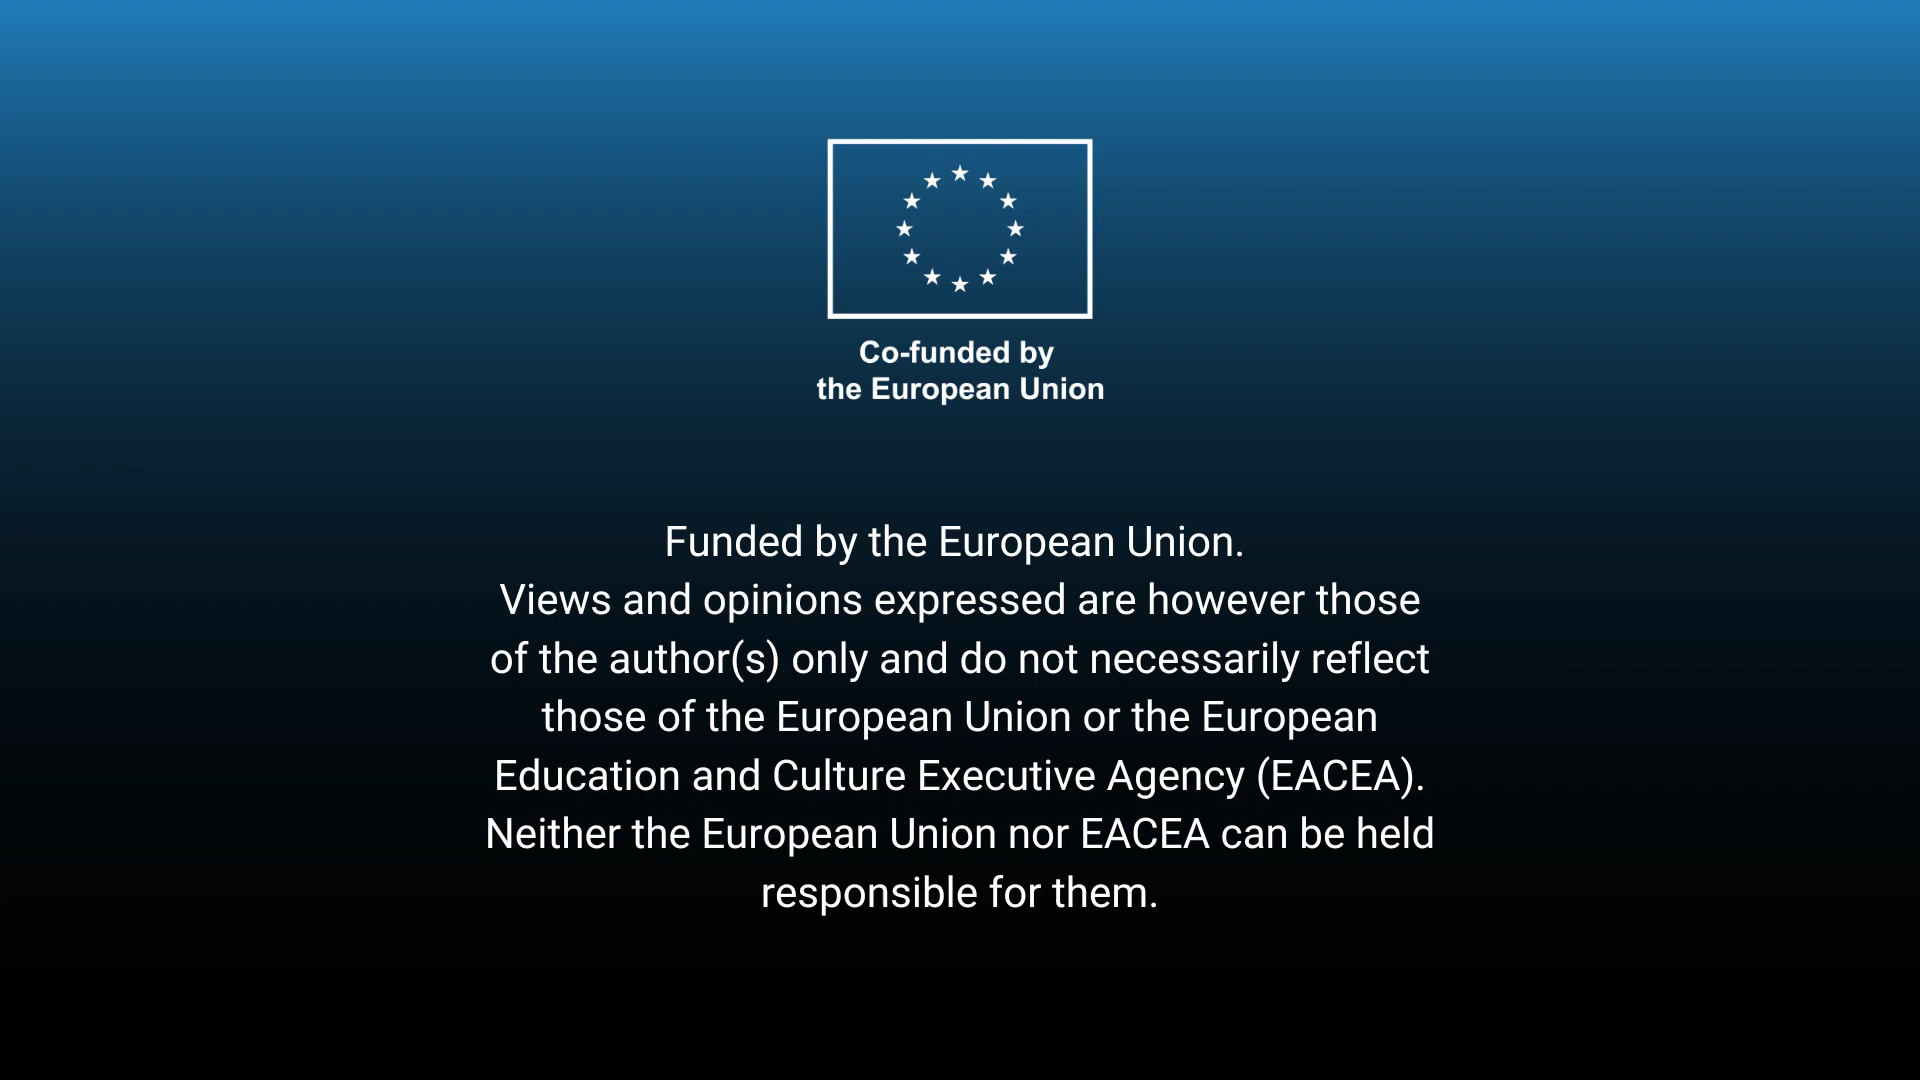 Co-funded by
the European Union
Funded by the European Union.
Views and opinions expressed are however those
of the author(s) only and do not necessarily reflect
those of the European Union or the European
Education and Culture Executive Agency (EACEA).
Neither the European Union nor EACEA can be held
responsible for them.